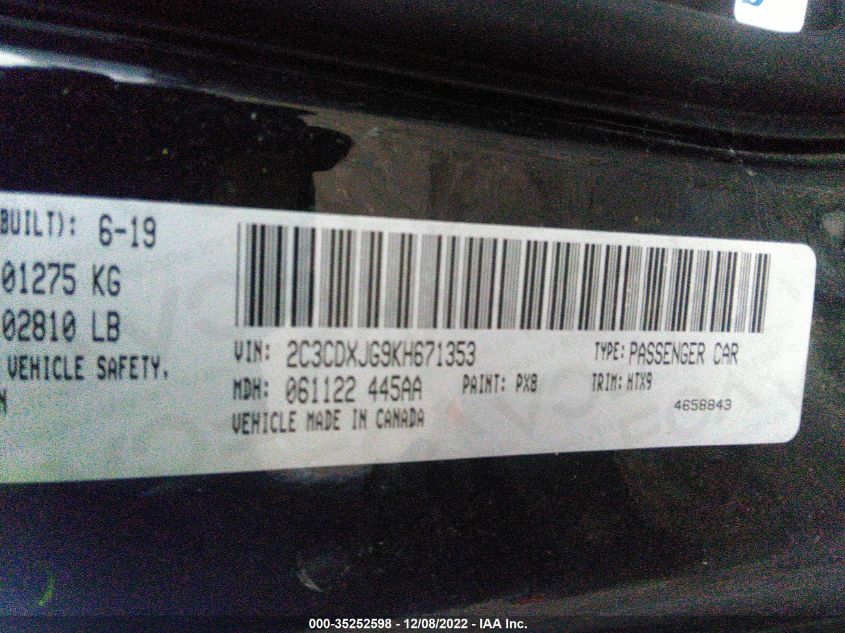 BUILT): 6-19
01275 KG
02810 LB
VEHICLE SAFETY.
N
VIN: 2C3CDXJG9KH671353 TYPE: PASSENGER CAR
MDH: 061122 445AA PAINT: PX8 TRIM: HTX9
VEHICLE MADE IN CANADA 4658843
000-35252598 - 12/08/2022 - IAA Inc.